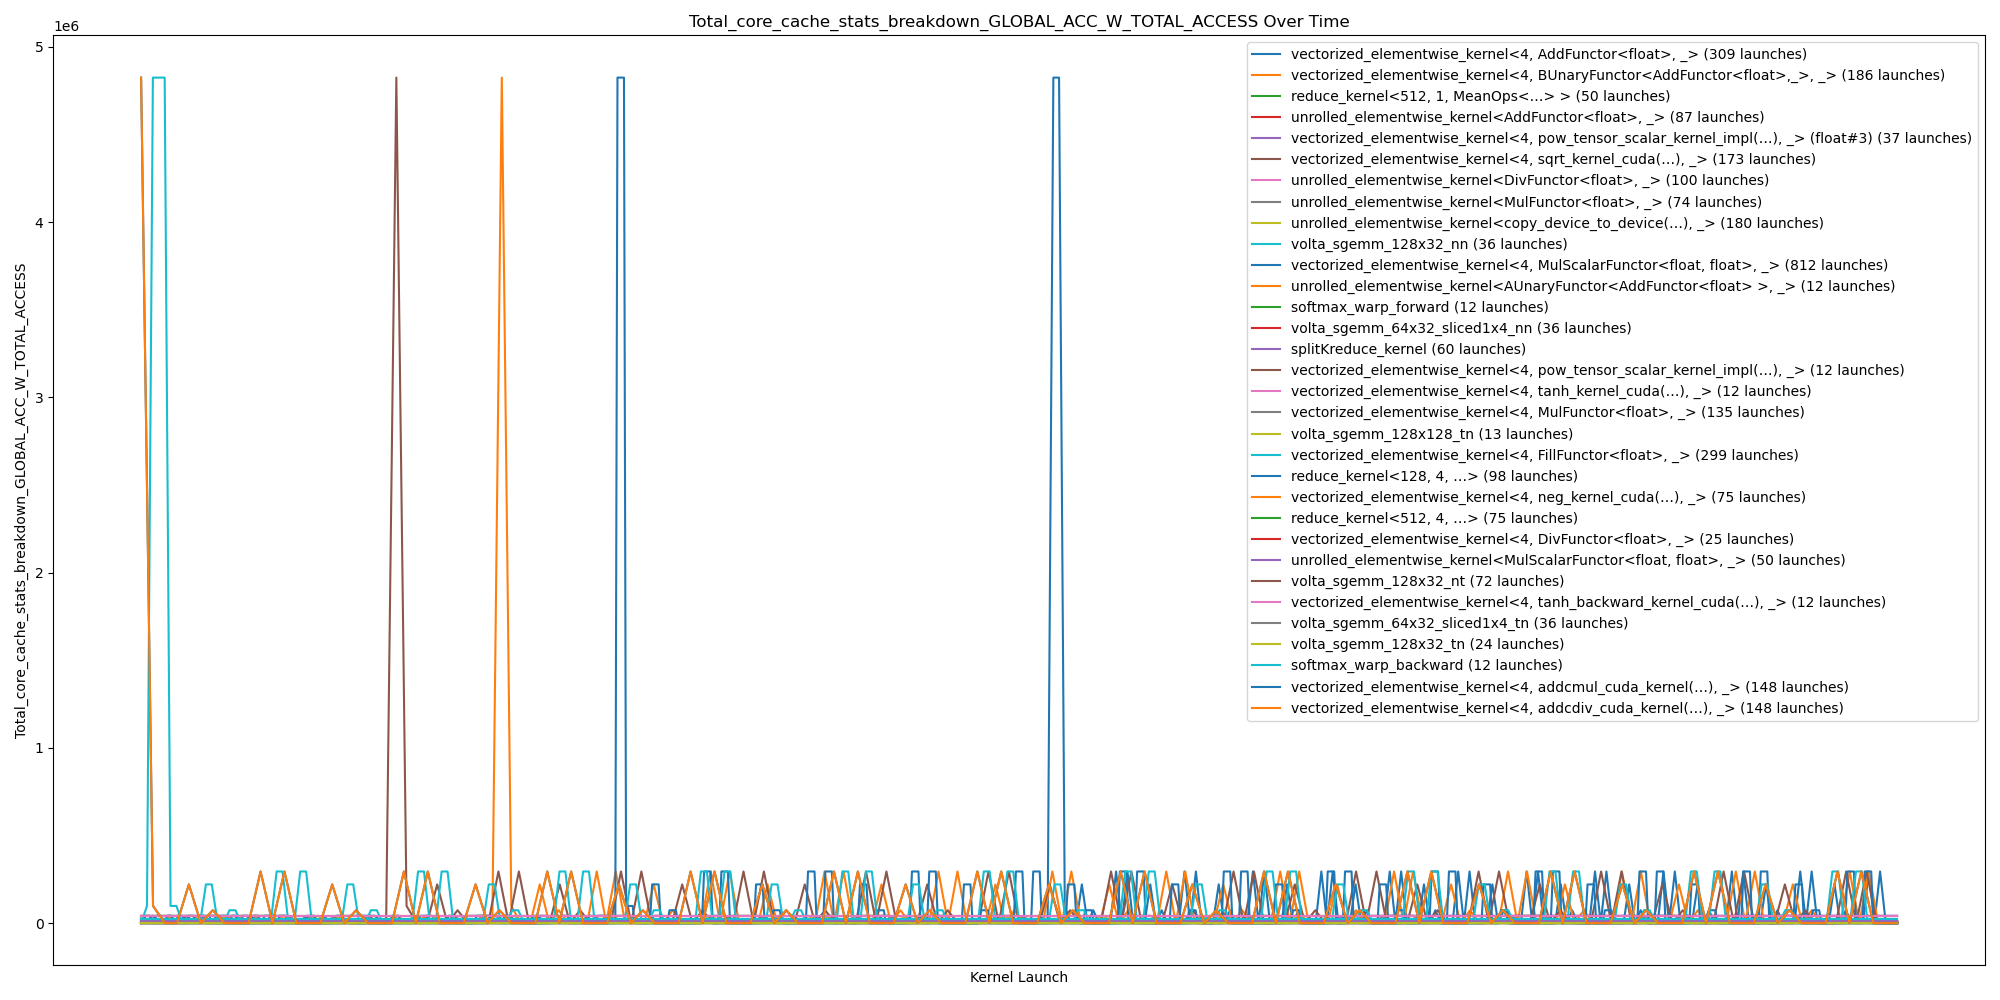 Total_core_cache_stats_breakdown_GLOBAL_ACC_W_TOTAL_ACCESS Over Time
1e6
5
4
3
2
1
0
Total_core_cache_stats_breakdown_GLOBAL_ACC_W_TOTAL_ACCESS
Kernel Launch
vectorized_elementwise_kernel<4, AddFunctor<float>, _> (309 launches)
vectorized_elementwise_kernel<4, BUnaryFunctor<AddFunctor<float>,_>, _> (186 launches)
reduce_kernel<512, 1, MeanOps<...> > (50 launches)
unrolled_elementwise_kernel<AddFunctor<float>, _> (87 launches)
vectorized_elementwise_kernel<4, pow_tensor_scalar_kernel_impl(...), _> (float#3) (37 launches)
vectorized_elementwise_kernel<4, sqrt_kernel_cuda(...), _> (173 launches)
unrolled_elementwise_kernel<DivFunctor<float>, _> (100 launches)
unrolled_elementwise_kernel<MulFunctor<float>, _> (74 launches)
unrolled_elementwise_kernel<copy_device_to_device(...), _> (180 launches)
volta_sgemm_128x32_nn (36 launches)
vectorized_elementwise_kernel<4, MulScalarFunctor<float, float>, _> (812 launches)
unrolled_elementwise_kernel<AUnaryFunctor<AddFunctor<float> >, _> (12 launches)
softmax_warp_forward (12 launches)
volta_sgemm_64x32_sliced1x4_nn (36 launches)
splitKreduce_kernel (60 launches)
vectorized_elementwise_kernel<4, pow_tensor_scalar_kernel_impl(...), _> (12 launches)
vectorized_elementwise_kernel<4, tanh_kernel_cuda(...), _> (12 launches)
vectorized_elementwise_kernel<4, MulFunctor<float>, _> (135 launches)
volta_sgemm_128x128_tn (13 launches)
vectorized_elementwise_kernel<4, FillFunctor<float>, _> (299 launches)
reduce_kernel<128, 4, ...> (98 launches)
vectorized_elementwise_kernel<4, neg_kernel_cuda(...), _> (75 launches)
reduce_kernel<512, 4, ...> (75 launches)
vectorized_elementwise_kernel<4, DivFunctor<float>, _> (25 launches)
unrolled_elementwise_kernel<MulScalarFunctor<float, float>, _> (50 launches)
volta_sgemm_128x32_nt (72 launches)
vectorized_elementwise_kernel<4, tanh_backward_kernel_cuda(...), _> (12 launches)
volta_sgemm_64x32_sliced1x4_tn (36 launches)
volta_sgemm_128x32_tn (24 launches)
softmax_warp_backward (12 launches)
vectorized_elementwise_kernel<4, addcmul_cuda_kernel(...), _> (148 launches)
vectorized_elementwise_kernel<4, addcdiv_cuda_kernel(...), _> (148 launches)